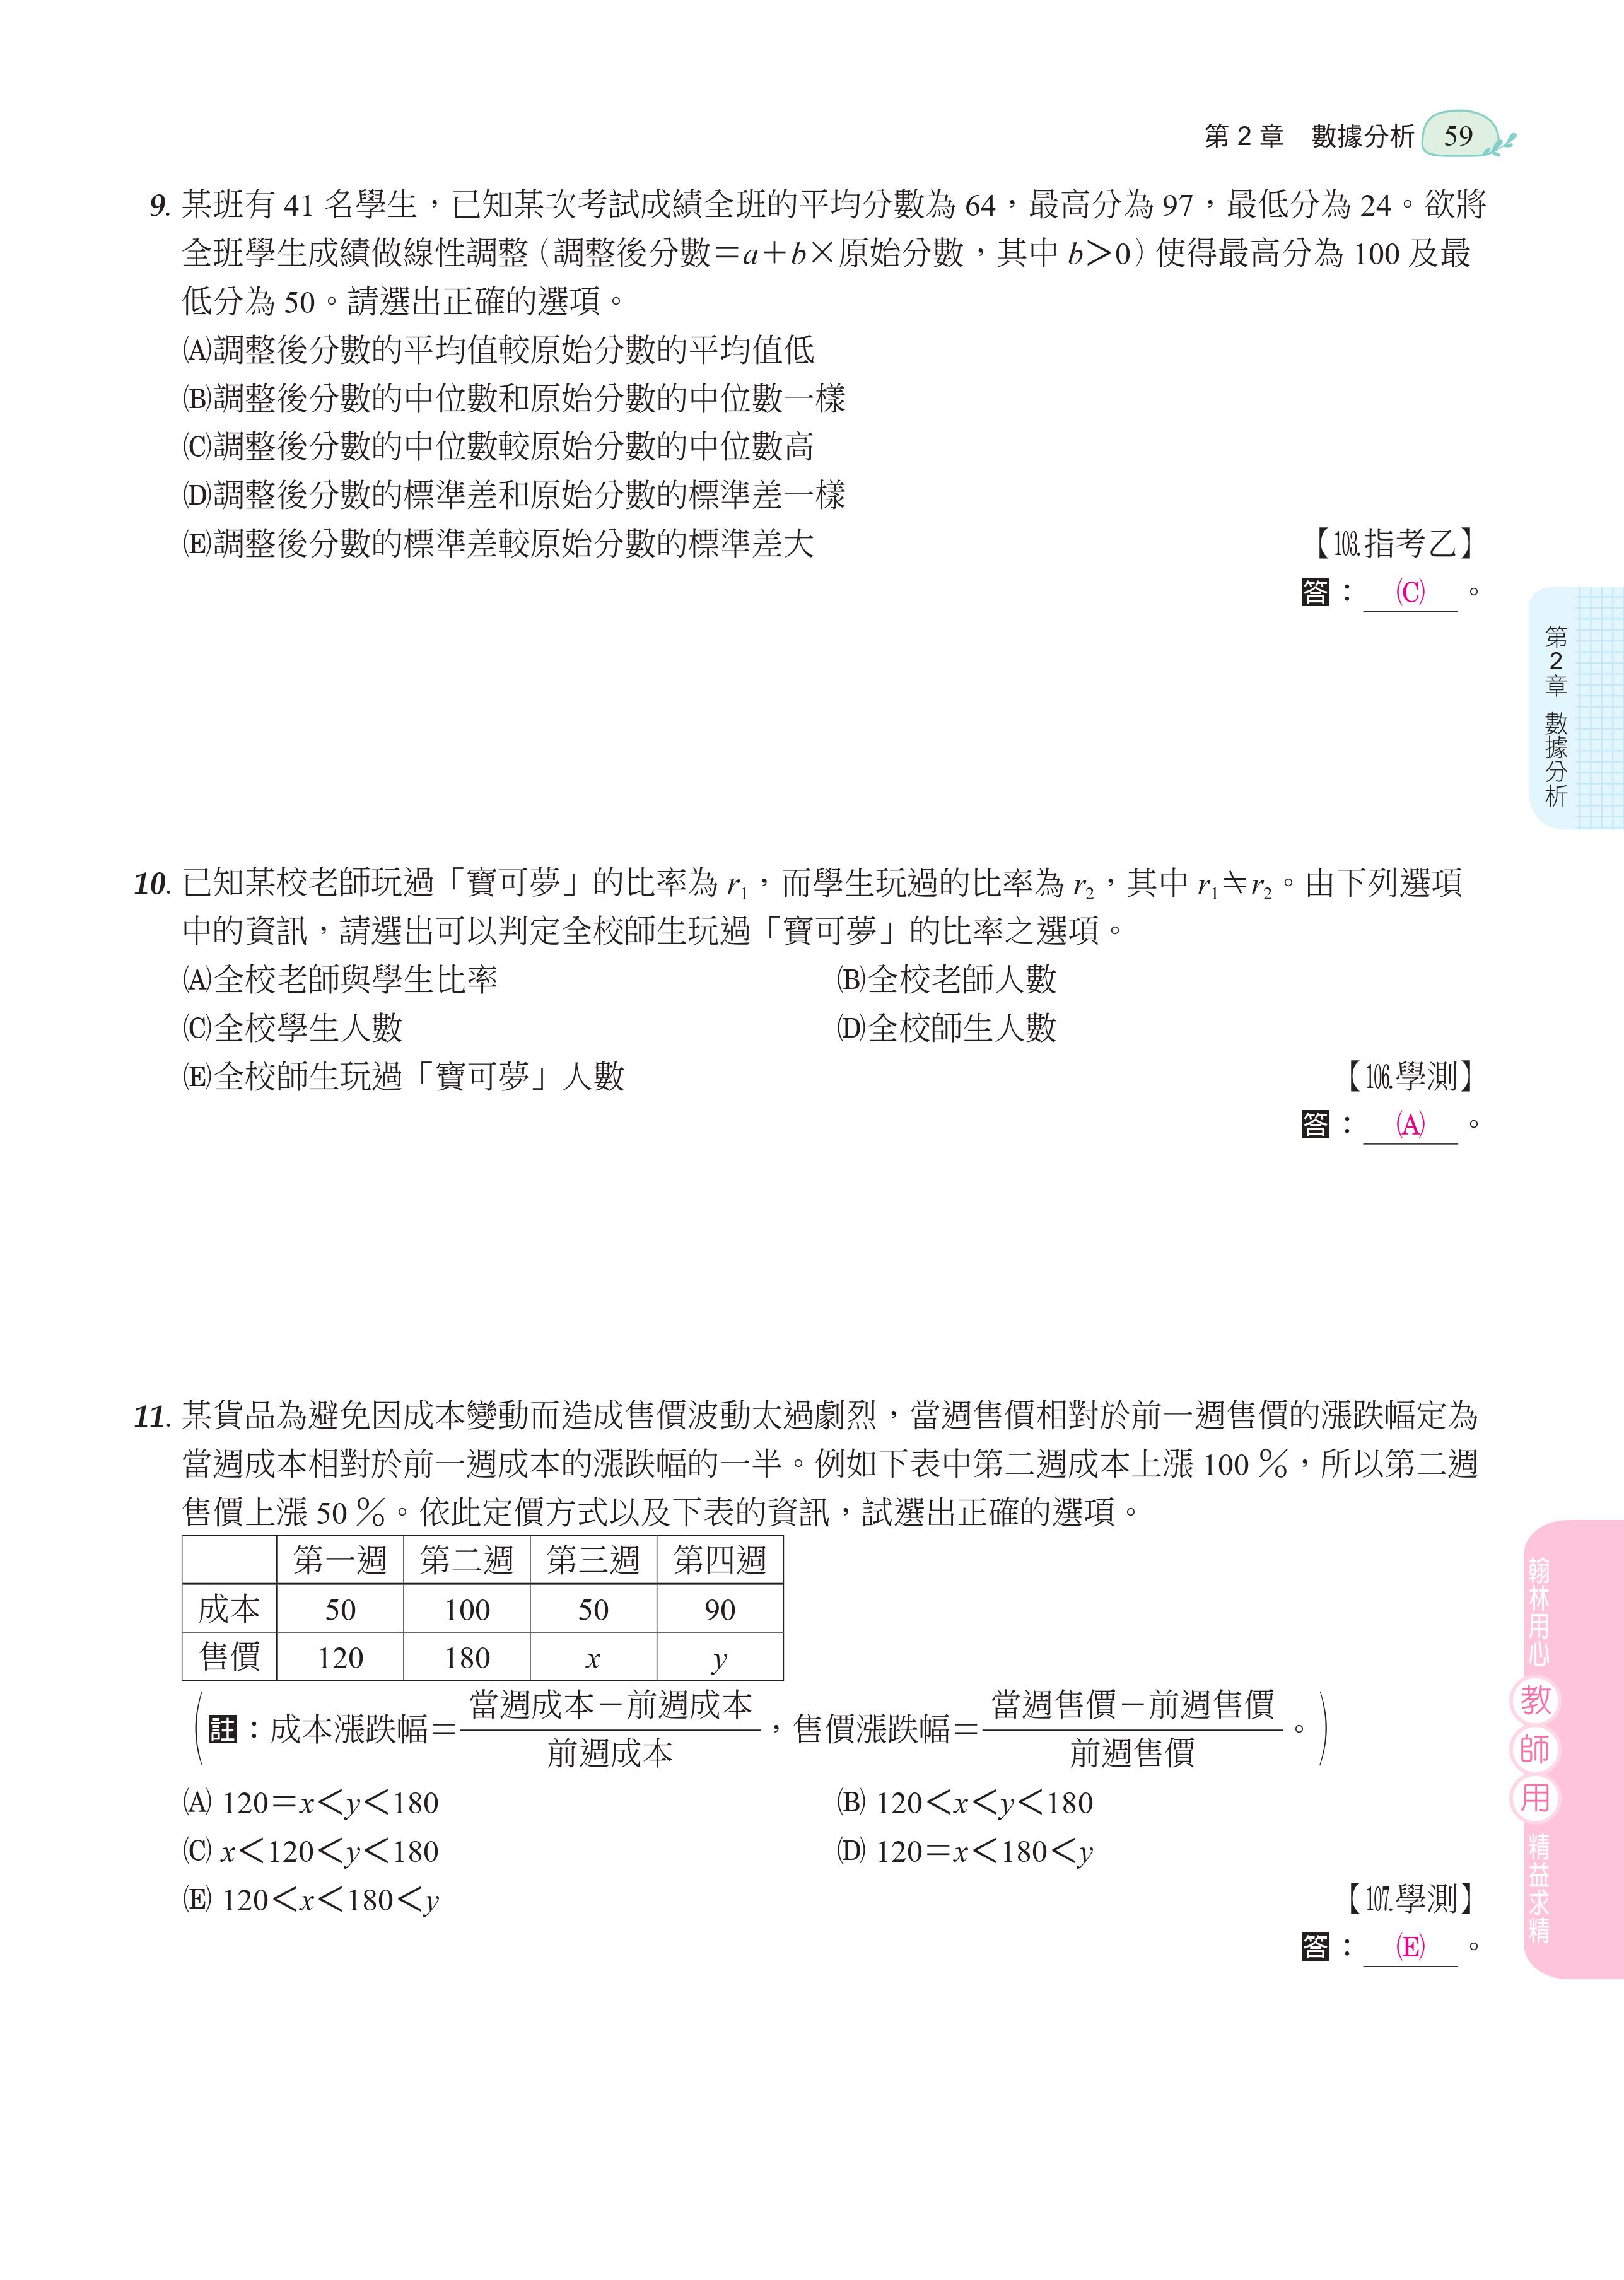 第 2 章 數據分析 59
9. 某班有 41 名學生，已知某次考試成績全班的平均分數為 64，最高分為 97，最低分為 24。欲將
全班學生成績做線性調整（調整後分數＝a＋b×原始分數，其中 b＞0）使得最高分為 100 及最
低分為 50。請選出正確的選項。
(A)調整後分數的平均值較原始分數的平均值低
(B)調整後分數的中位數和原始分數的中位數一樣
(C)調整後分數的中位數較原始分數的中位數高
(D)調整後分數的標準差和原始分數的標準差一樣
(E)調整後分數的標準差較原始分數的標準差大 【103.指考乙】
答： (C) 。
10. 已知某校老師玩過「寶可夢」的比率為 r₁，而學生玩過的比率為 r₂，其中 r₁≠r₂。由下列選項
中的資訊，請選出可以判定全校師生玩過「寶可夢」的比率之選項。
(A)全校老師與學生比率 (B)全校老師人數
(C)全校學生人數 (D)全校師生人數
(E)全校師生玩過「寶可夢」人數 【106.學測】
答： (A) 。
11. 某貨品為避免因成本變動而造成售價波動太過劇烈，當週售價相對於前一週售價的漲跌幅定為
當週成本相對於前一週成本的漲跌幅的一半。例如下表中第二週成本上漲 100 %，所以第二週
售價上漲 50 %。依此定價方式以及下表的資訊，試選出正確的選項。
第一週 第二週 第三週 第四週
成本 50 100 50 90
售價 120 180 x y
（註：成本漲跌幅＝當週成本－前週成本/前週成本，售價漲跌幅＝當週售價－前週售價/前週售價。）
(A) 120＝x＜y＜180 (B) 120＜x＜y＜180
(C) x＜120＜y＜180 (D) 120＝x＜180＜y
(E) 120＜x＜180＜y 【107.學測】
答： (E) 。
第2章 數據分析
翰林用心 教師用 精益求精